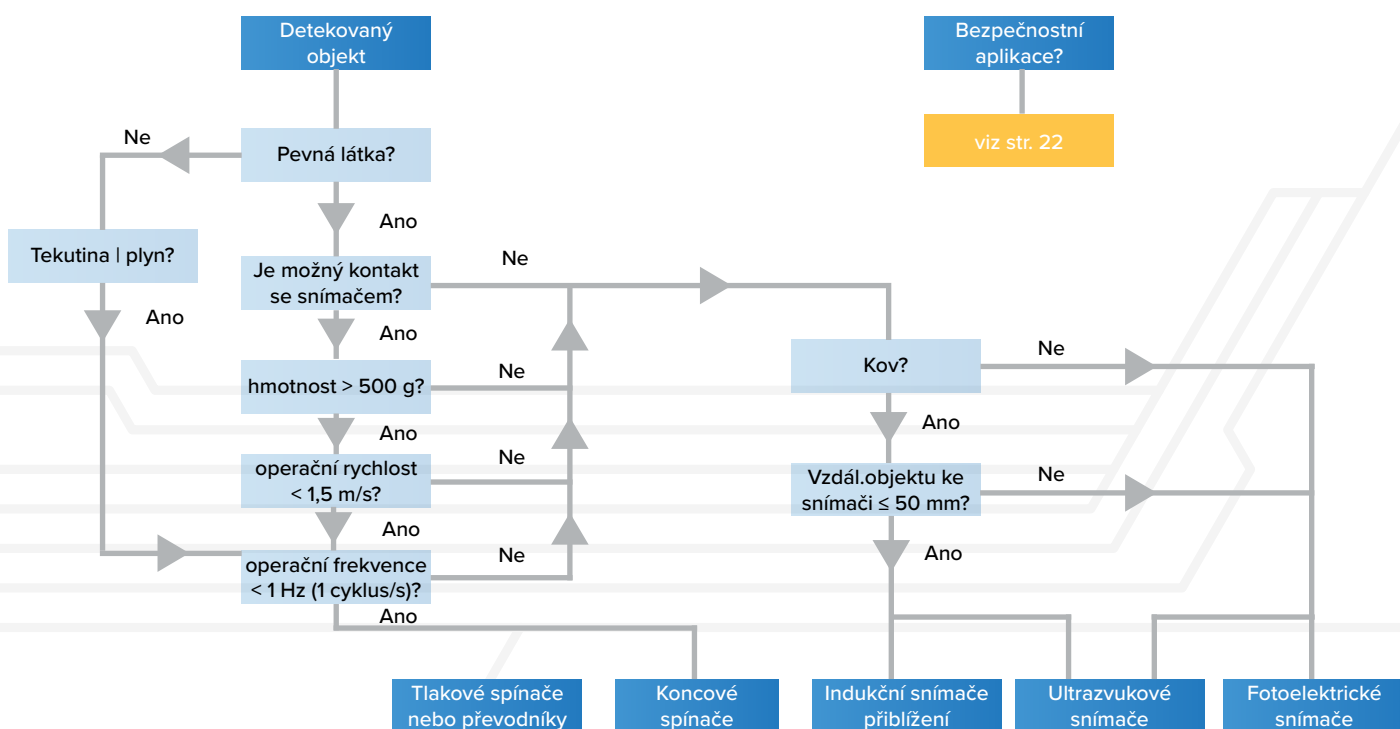 Detekovaný
objekt
Bezpečnostní
aplikace?
viz str. 22
Ne
Pevná látka?
Ano
Tekutina | plyn?
Ano
Je možný kontakt
se snímačem?
Ne
Ano
hmotnost > 500 g?
Ne
Ano
operační rychlost
< 1,5 m/s?
Ne
Ano
operační frekvence
< 1 Hz (1 cyklus/s)?
Ne
Ano
Kov?
Ne
Ano
Vzdál.objektu ke
snímači ≤ 50 mm?
Ne
Ano
Tlakové spínače
nebo převodníky
Koncové
spínače
Indukční snímače
přiblížení
Ultrazvukové
snímače
Fotoelektrické
snímače